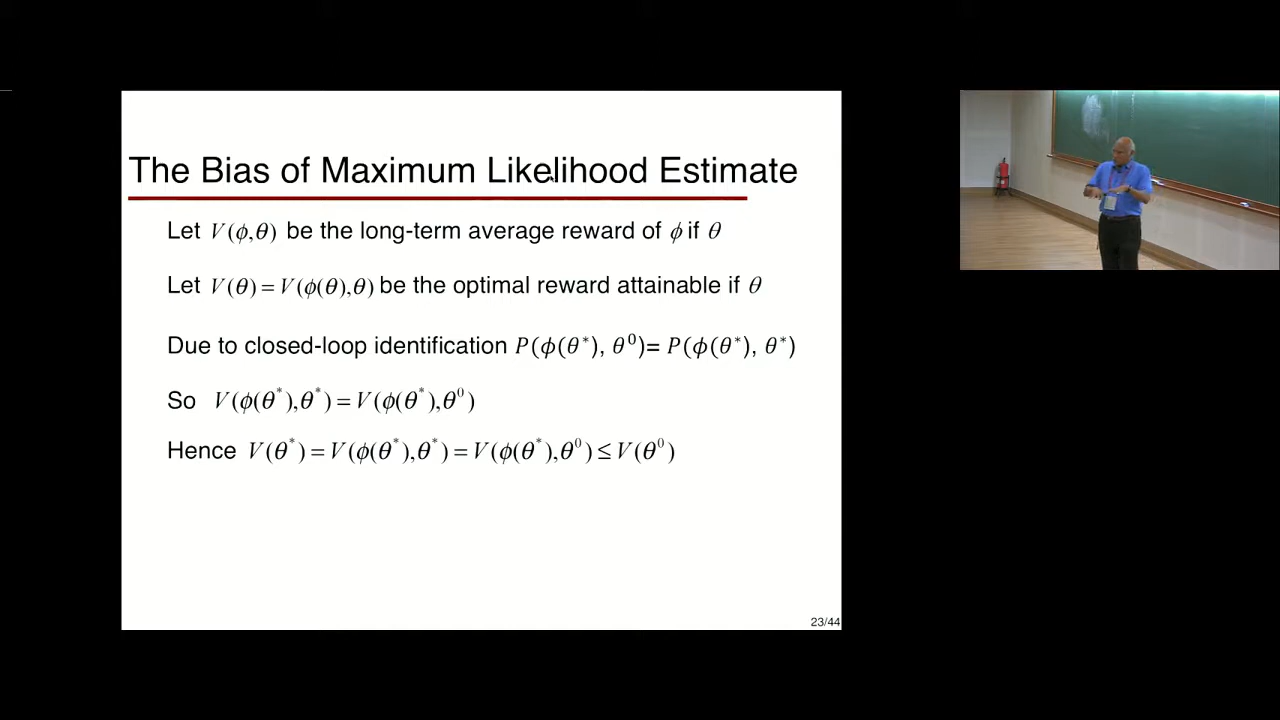 The Bias of Maximum Likelihood Estimate
Let V(ϕ,θ) be the long-term average reward of ϕ if θ
Let V(θ) = V(ϕ(θ),θ) be the optimal reward attainable if θ
Due to closed-loop identification P(ϕ(θ*), θ⁰)= P(ϕ(θ*), θ*)
So V(ϕ(θ*),θ*) = V(ϕ(θ*),θ⁰)
Hence V(θ*) = V(ϕ(θ*),θ*) = V(ϕ(θ*),θ⁰) ≤ V(θ⁰)
23/44